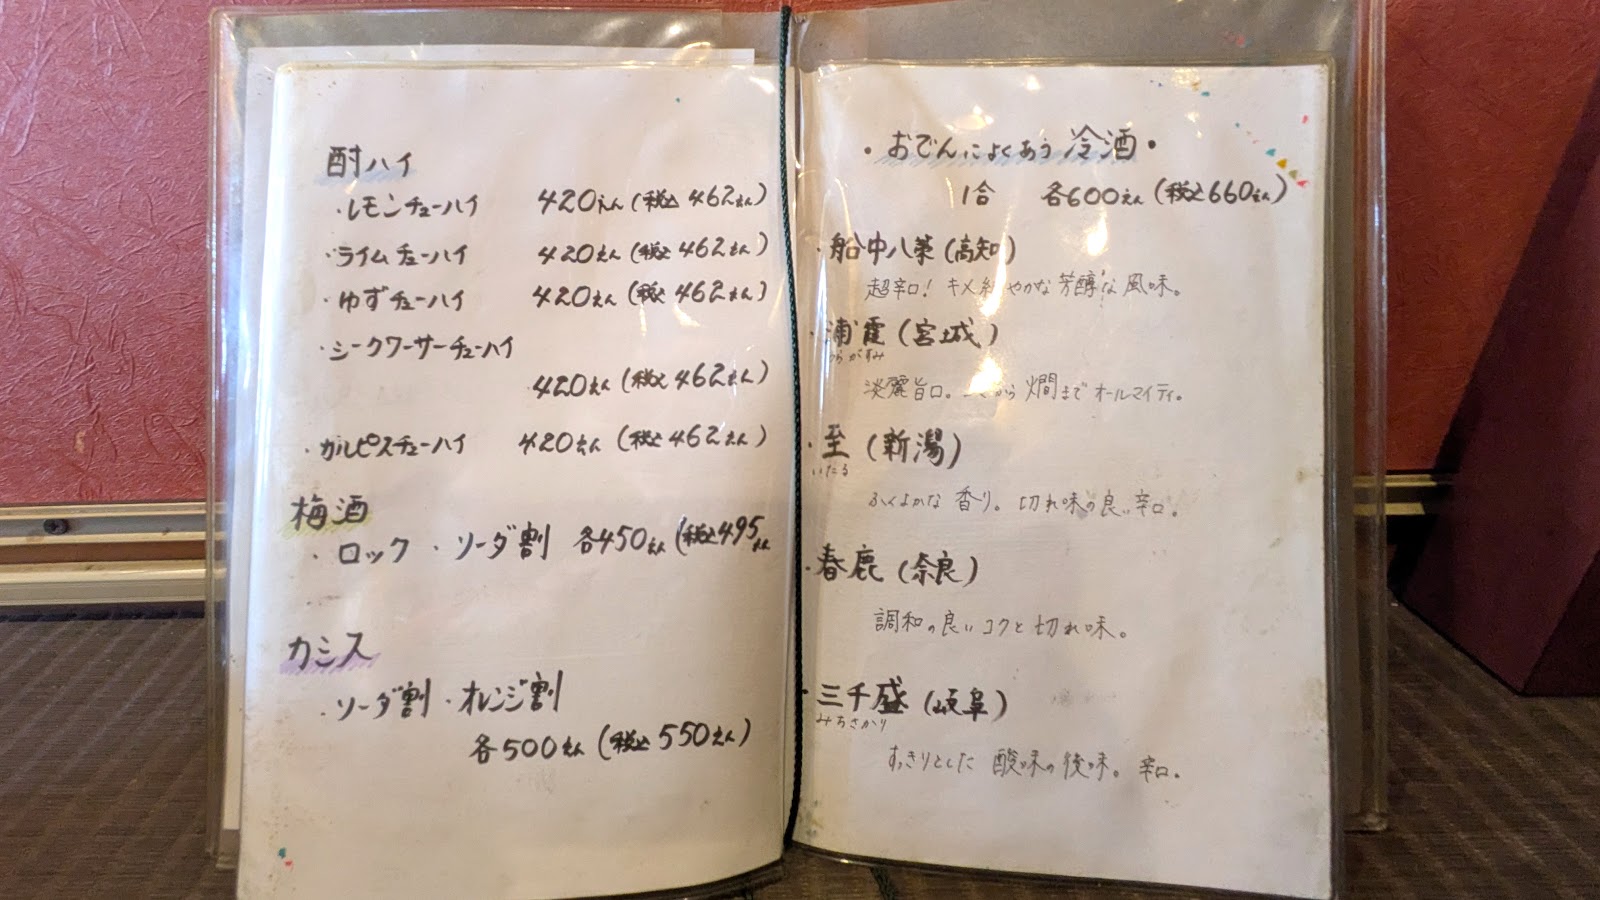 酎ハイ
・レモンチューハイ 420えん(税込462えん)
・ライムチューハイ 420えん(税込462えん)
・ゆずチューハイ 420えん(税込462えん)
・シークワーサーチューハイ
420えん(税込462えん)
・カルピスチューハイ 420えん(税込462えん)
梅酒
・ロック ・ソーダ割 各450えん(税込495えん
カシス
・ソーダ割・オレンジ割
各500えん(税込550えん)
・おでんによくあう冷酒・
1合 各600えん(税込660えん)
・船中八策(高知)
超辛口!キメ細やかな芳醇な風味。
・浦霞(宮城)
うらがすみ
淡麗旨口。から燗までオールマイティ。
・至(新潟)
いたる
ふくよかな香り。切れ味の良い辛口。
・春鹿(奈良)
調和の良いコクと切れ味。
・三千盛(岐阜)
みちさかり
すっきりとした酸味の後味。辛口。